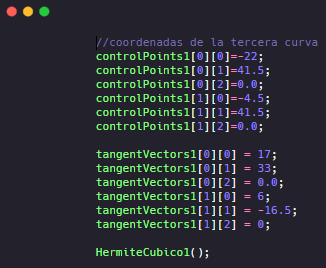 //coordenadas de la tercera curva
controlPoints1[0][0]=-22;
controlPoints1[0][1]=41.5;
controlPoints1[0][2]=0.0;
controlPoints1[1][0]=-4.5;
controlPoints1[1][1]=41.5;
controlPoints1[1][2]=0.0;
tangentVectors1[0][0] = 17;
tangentVectors1[0][1] = 33;
tangentVectors1[0][2] = 0.0;
tangentVectors1[1][0] = 6;
tangentVectors1[1][1] = -16.5;
tangentVectors1[1][2] = 0;
HermiteCubico1();